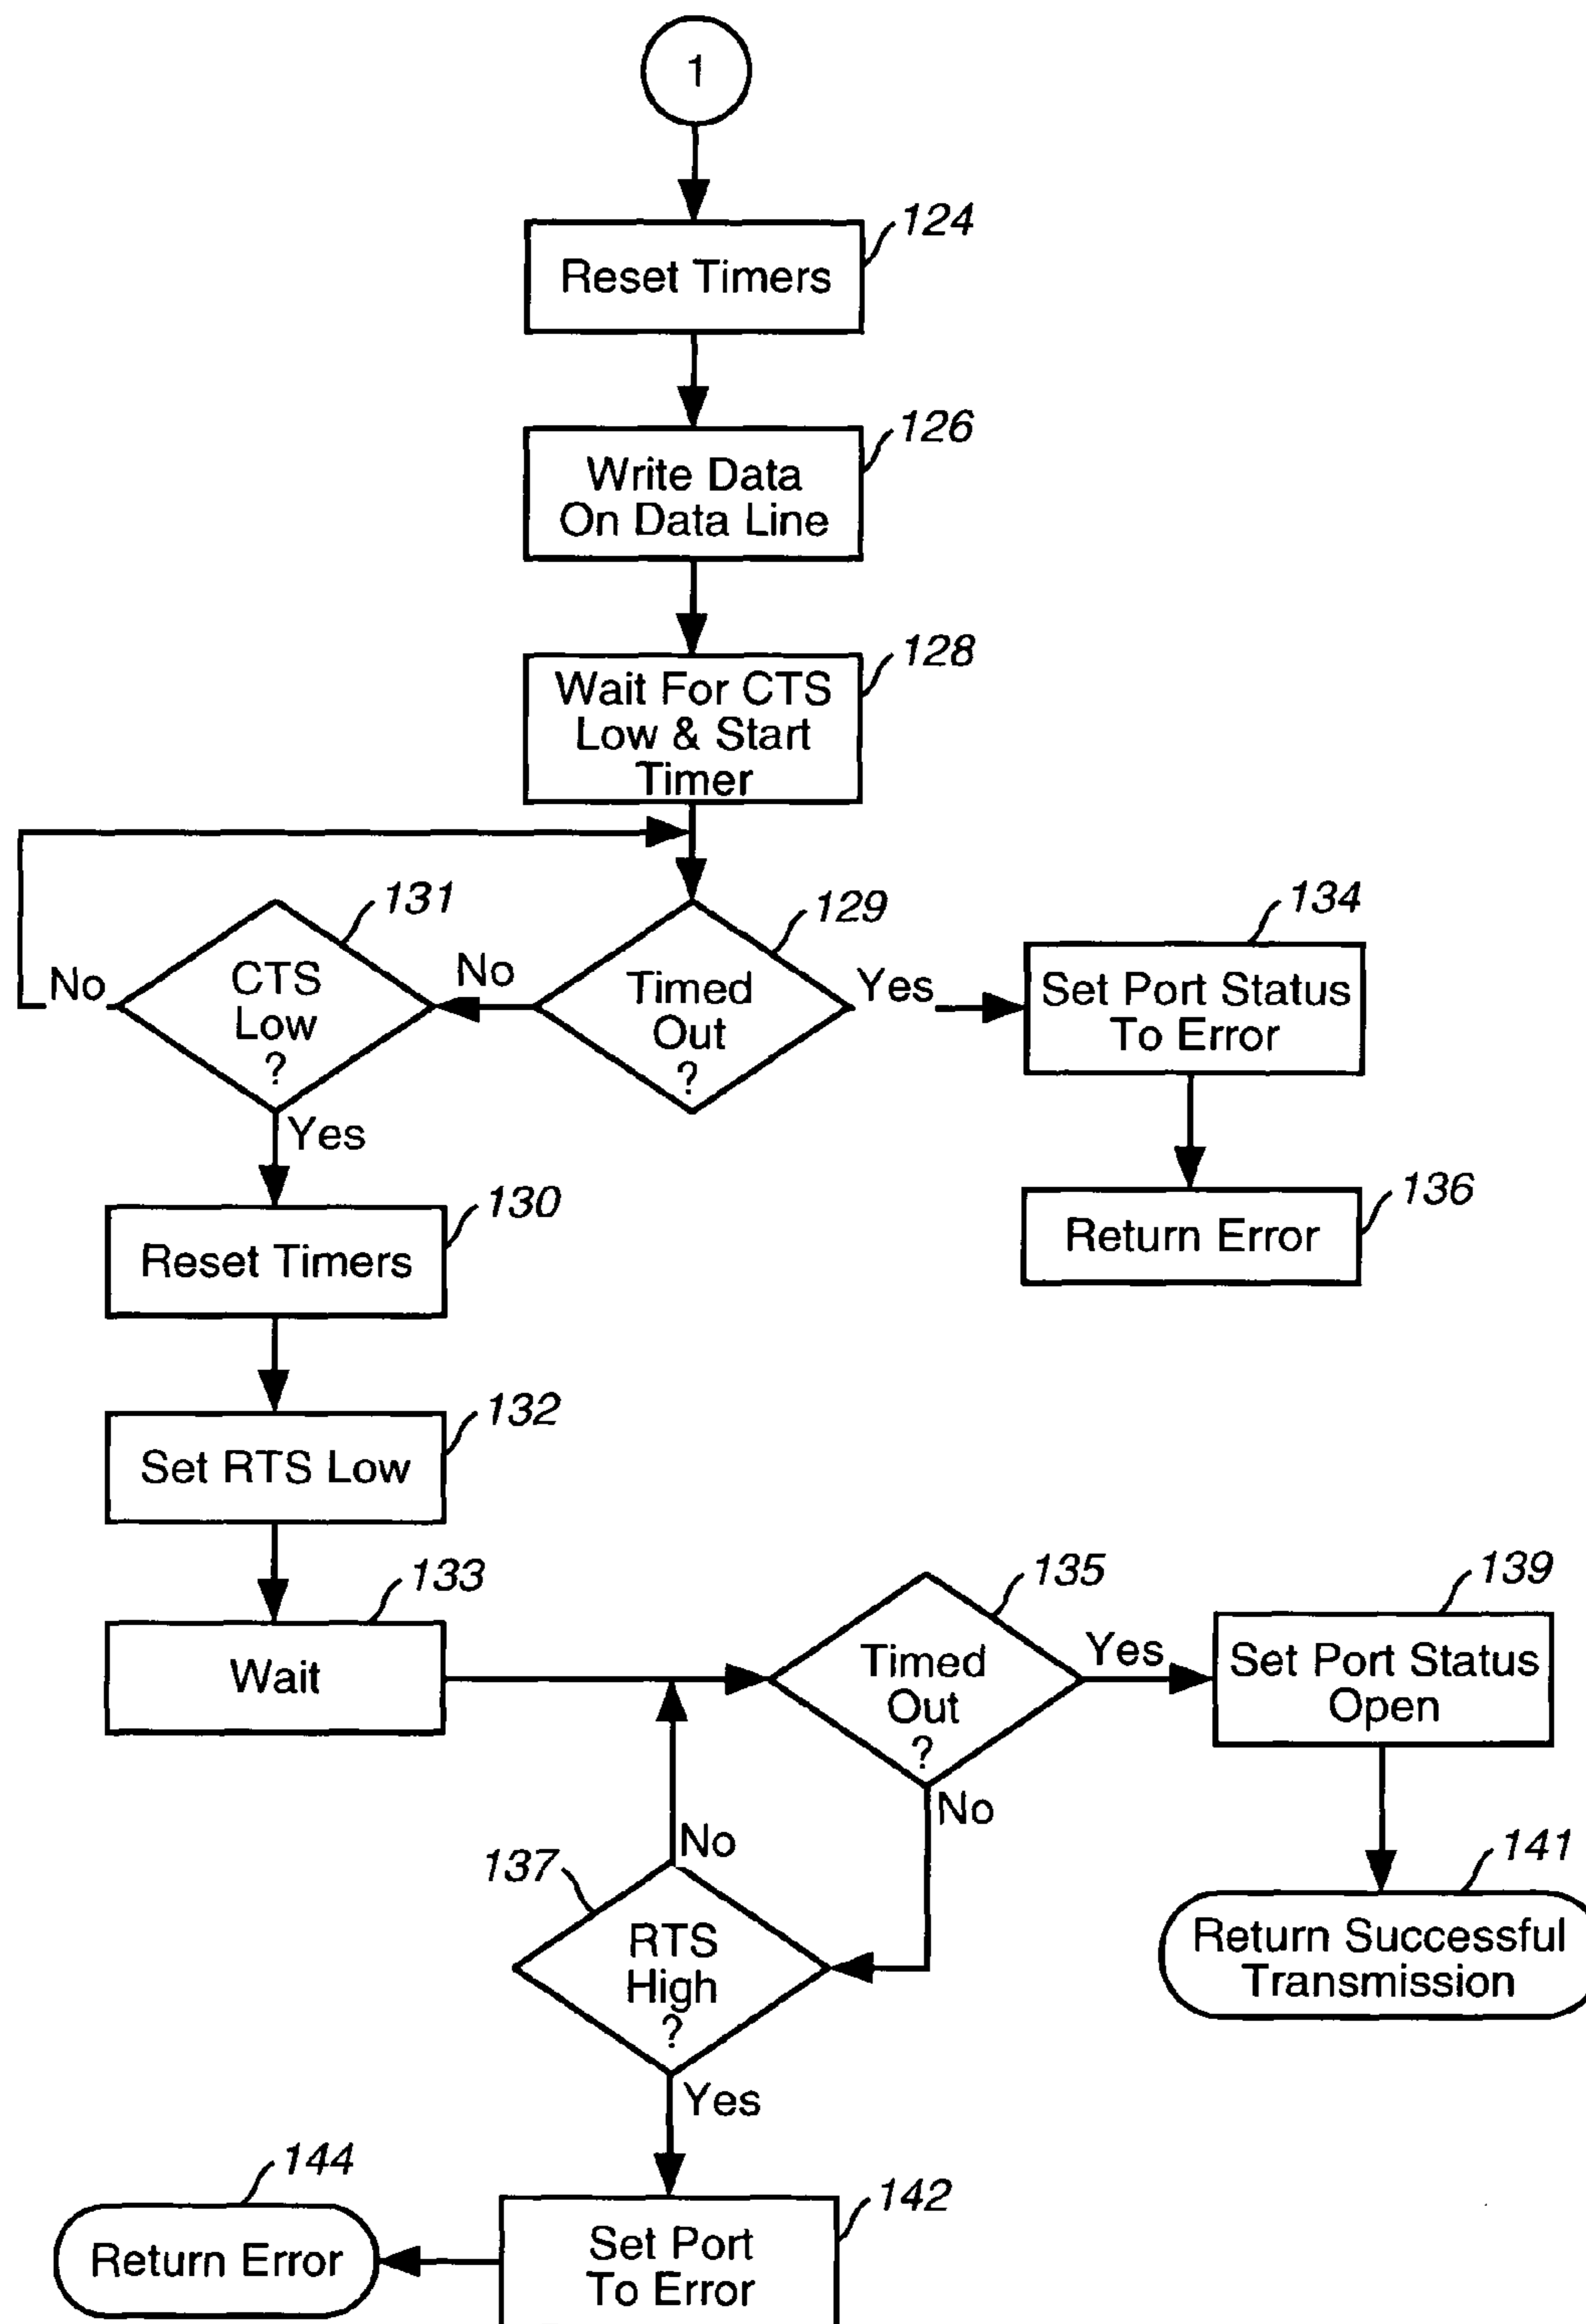 1
124
Reset Timers
126
Write Data
On Data Line
128
Wait For CTS
Low & Start
Timer
131
129
134
CTS
Low
?
No
No
Timed
Out
?
Yes
Set Port Status
To Error
Yes
130
Reset Timers
136
Return Error
132
Set RTS Low
133
Wait
135
Timed
Out
?
Yes
139
Set Port Status
Open
No
No
137
RTS
High
?
141
Return Successful
Transmission
Yes
144
Return Error
142
Set Port
To Error